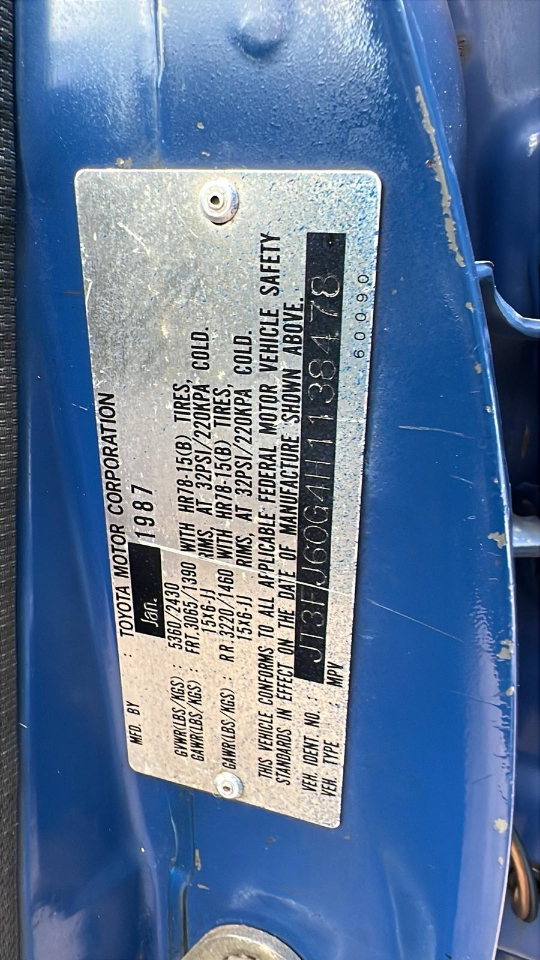 MFD. BY : TOYOTA MOTOR CORPORATION
Jan. 1987
GVWR(LBS/KGS) : 5360/2430
GAWR(LBS/KGS) : FRT.3065/1390 WITH HR78-15(B) TIRES,
15x6-JJ RIMS, AT 32PSI/220KPA COLD.
GAWR(LBS/KGS) : RR.3220/1460 WITH HR78-15(B) TIRES,
15x6-JJ RIMS, AT 32PSI/220KPA COLD.
THIS VEHICLE CONFORMS TO ALL APPLICABLE FEDERAL MOTOR VEHICLE SAFETY
STANDARDS IN EFFECT ON THE DATE OF MANUFACTURE SHOWN ABOVE.
VEH. IDENT. NO. : JT3FJ60G4H1138478
VEH. TYPE : MPV
60090